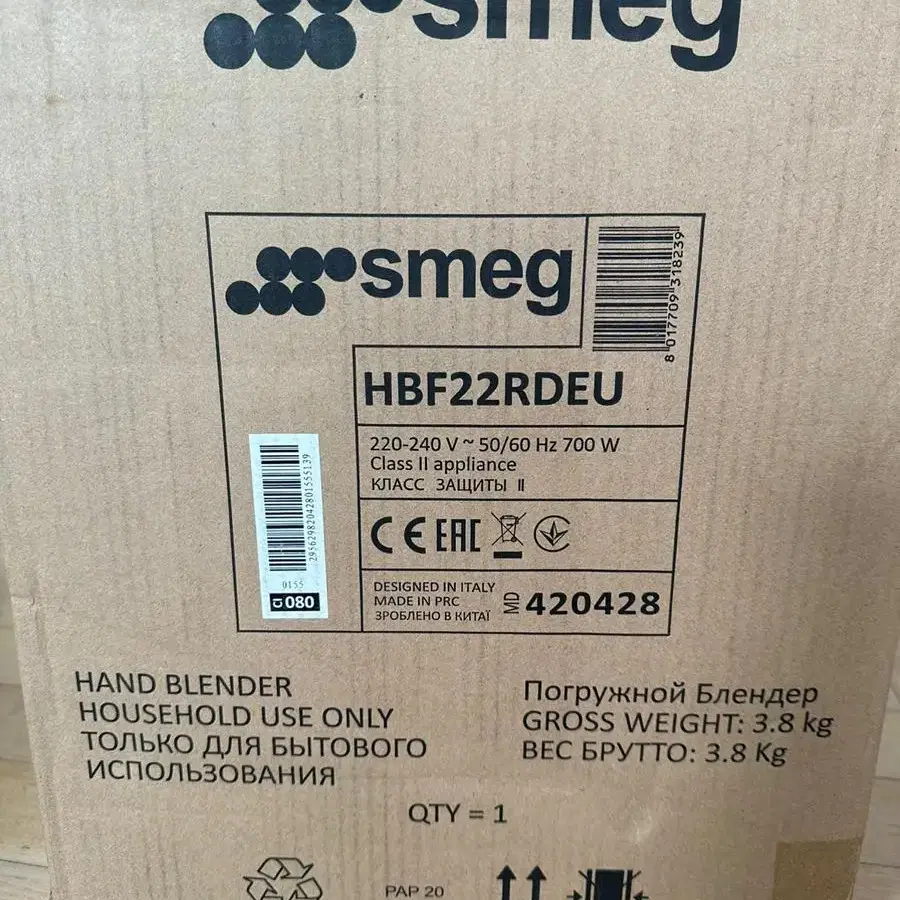 smeg
smeg
8 017709 318239
HBF22RDEU
220-240 V ~ 50/60 Hz 700 W
Class II appliance
КЛАСС ЗАЩИТЫ II
CE EAC
29562982042801555139
0155
CI 080
DESIGNED IN ITALY
MADE IN PRC
ЗРОБЛЕНО В КИТАЇ
MD 420428
HAND BLENDER
HOUSEHOLD USE ONLY
ТОЛЬКО ДЛЯ БЫТОВОГО
ИСПОЛЬЗОВАНИЯ
Погружной Блендер
GROSS WEIGHT: 3.8 kg
ВЕС БРУТТО: 3.8 Kg
QTY = 1
PAP 20